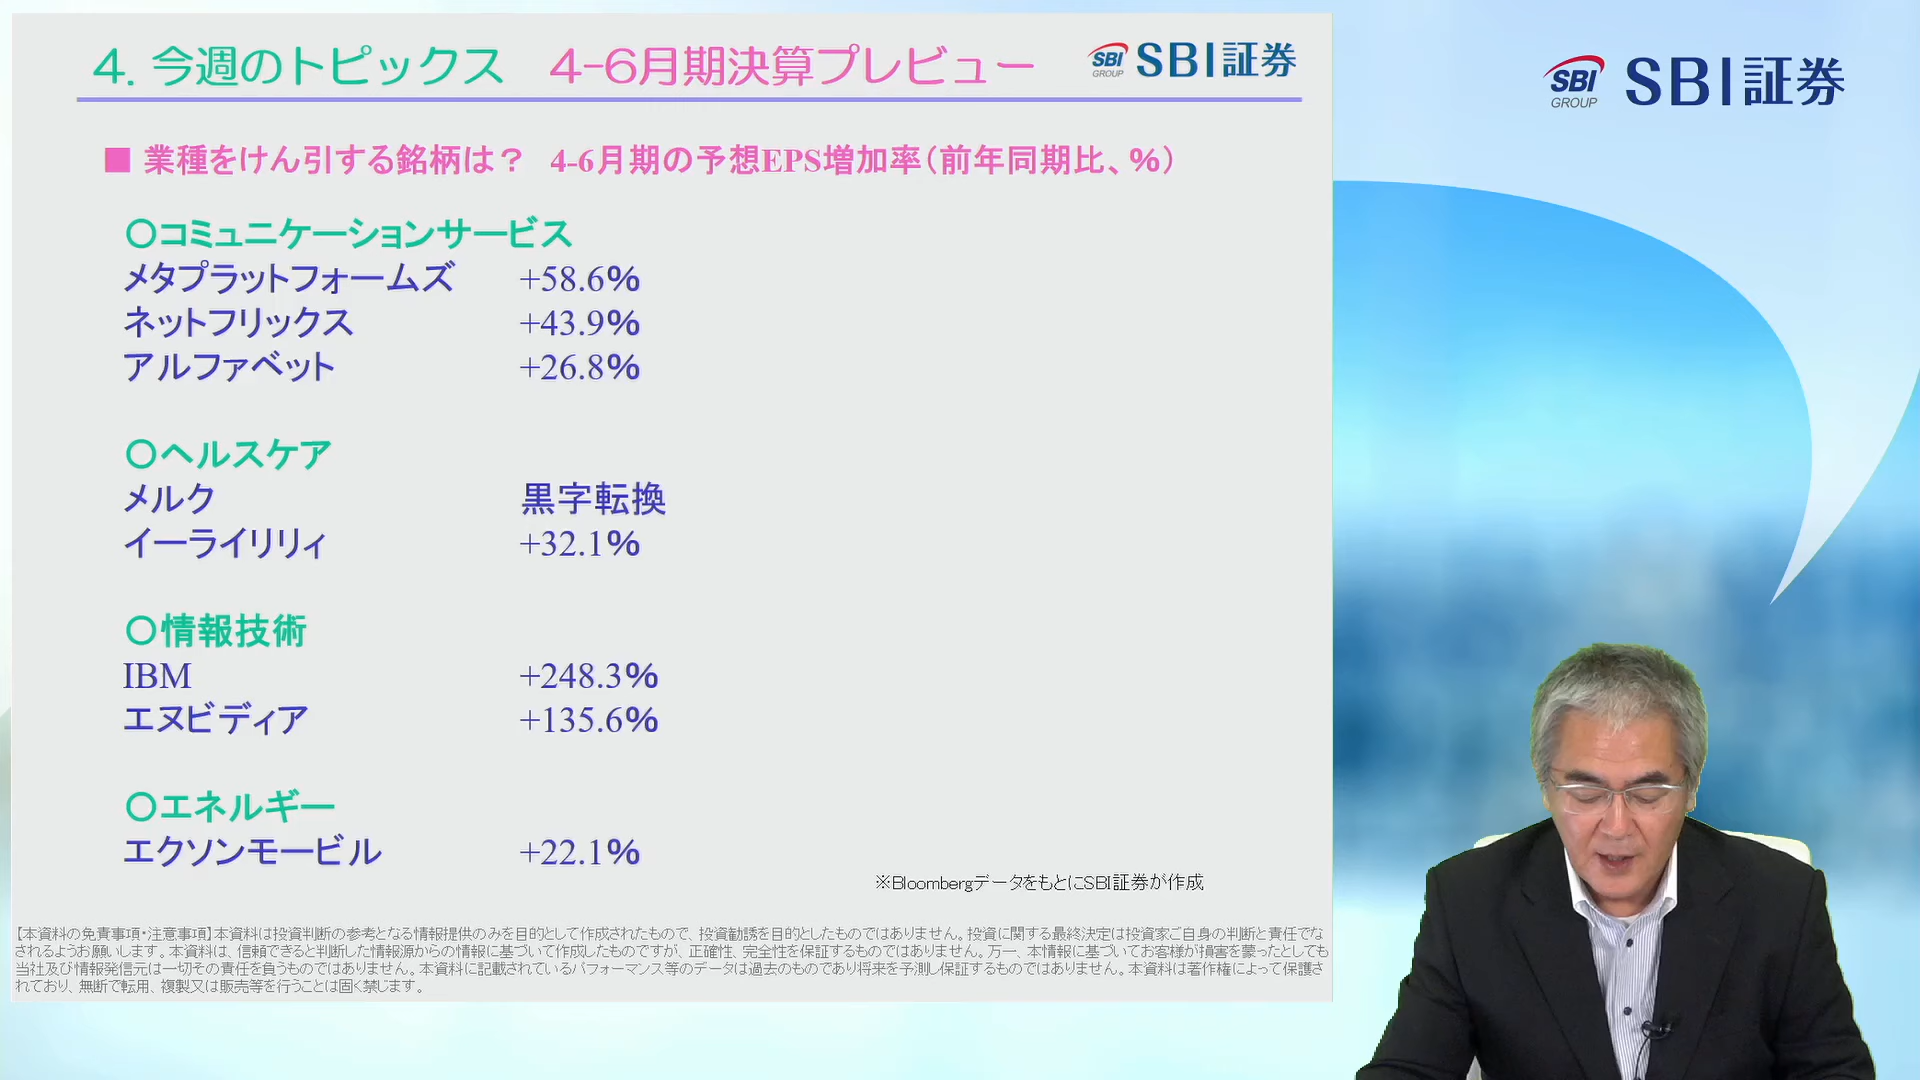 4. 今週のトピックス　4-6月期決算プレビュー
SBI GROUP SBI証券
SBI GROUP SBI証券
■ 業種をけん引する銘柄は？ 4-6月期の予想EPS増加率（前年同期比、％）
〇コミュニケーションサービス
メタプラットフォームズ +58.6%
ネットフリックス +43.9%
アルファベット +26.8%
〇ヘルスケア
メルク 黒字転換
イーライリリィ +32.1%
〇情報技術
IBM +248.3%
エヌビディア +135.6%
〇エネルギー
エクソンモービル +22.1%
※BloombergデータをもとにSBI証券が作成
【本資料の免責事項・注意事項】本資料は投資判断の参考となる情報提供のみを目的として作成されたもので、投資勧誘を目的としたものではありません。投資に関する最終決定は投資家ご自身の判断と責任でな
されるようお願いします。本資料は、信頼できると判断した情報源からの情報に基づいて作成したものですが、正確性、完全性を保証するものではありません。万一、本情報に基づいてお客様が損害を蒙ったとしても
当社及び情報発信元は一切その責任を負うものではありません。本資料に記載されているパフォーマンス等のデータは過去のものであり将来を予測し保証するものではありません。本資料は著作権によって保護さ
れており、無断で転用、複製又は販売等を行うことは固く禁じます。